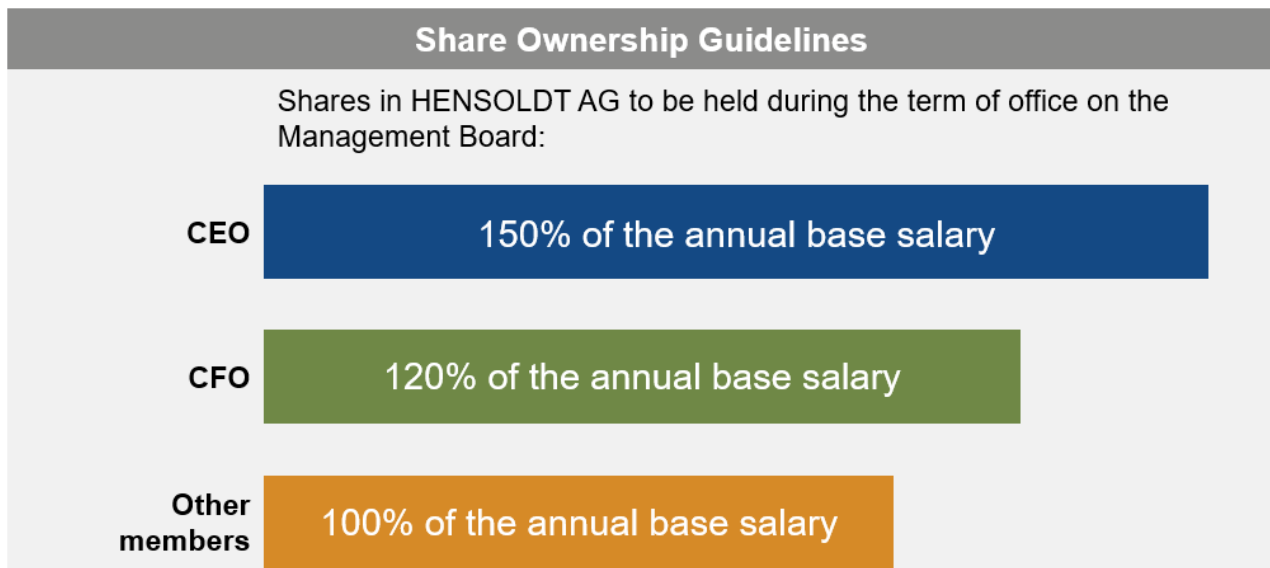 Share Ownership Guidelines
Shares in HENSOLDT AG to be held during the term of office on the
Management Board:
CEO
150% of the annual base salary
CFO
120% of the annual base salary
Other
members
100% of the annual base salary